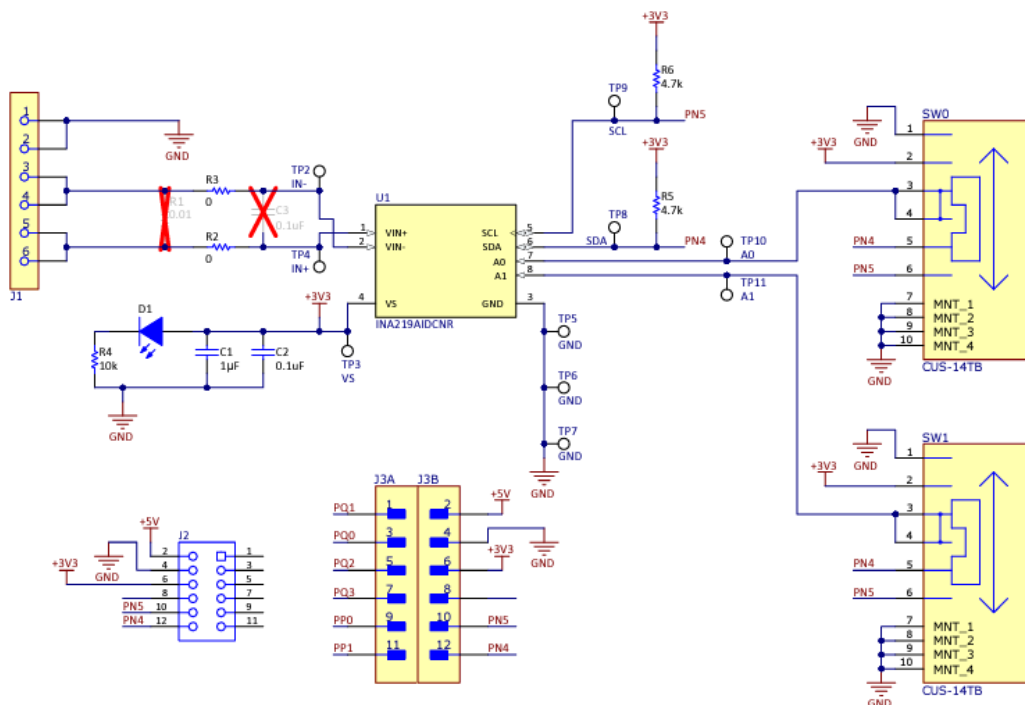 +3V3
R6
4.7k
TP9
SCL
PN5
J1
1
2
3
4
5
6
GND
R1
0.01
R3
0
R2
0
C3
0.1uF
TP2
IN-
TP4
IN+
U1
1 VIN+
2 VIN-
4 VS
SCL 5
SDA 6
A0 7
A1 8
GND 3
INA219AIDCNR
+3V3
R5
4.7k
TP8
SDA
PN4
TP10
A0
TP11
A1
D1
R4
10k
C1
1µF
C2
0.1uF
+3V3
TP3
VS
GND
TP5
GND
TP6
GND
TP7
GND
GND
SW0
GND
+3V3
1
2
3
4
PN4 5
PN5 6
7 MNT_1
8 MNT_2
9 MNT_3
10 MNT_4
GND
CUS-14TB
SW1
GND
+3V3
1
2
3
4
PN4 5
PN5 6
7 MNT_1
8 MNT_2
9 MNT_3
10 MNT_4
GND
CUS-14TB
J2
+5V
GND
+3V3
2 1
4 3
6 5
8 7
PN5 10 9
PN4 12 11
J3A J3B
PQ1 1 2 +5V
PQ0 3 4 GND
PQ2 5 6 +3V3
PQ3 7 8
PP0 9 10 PN5
PP1 11 12 PN4